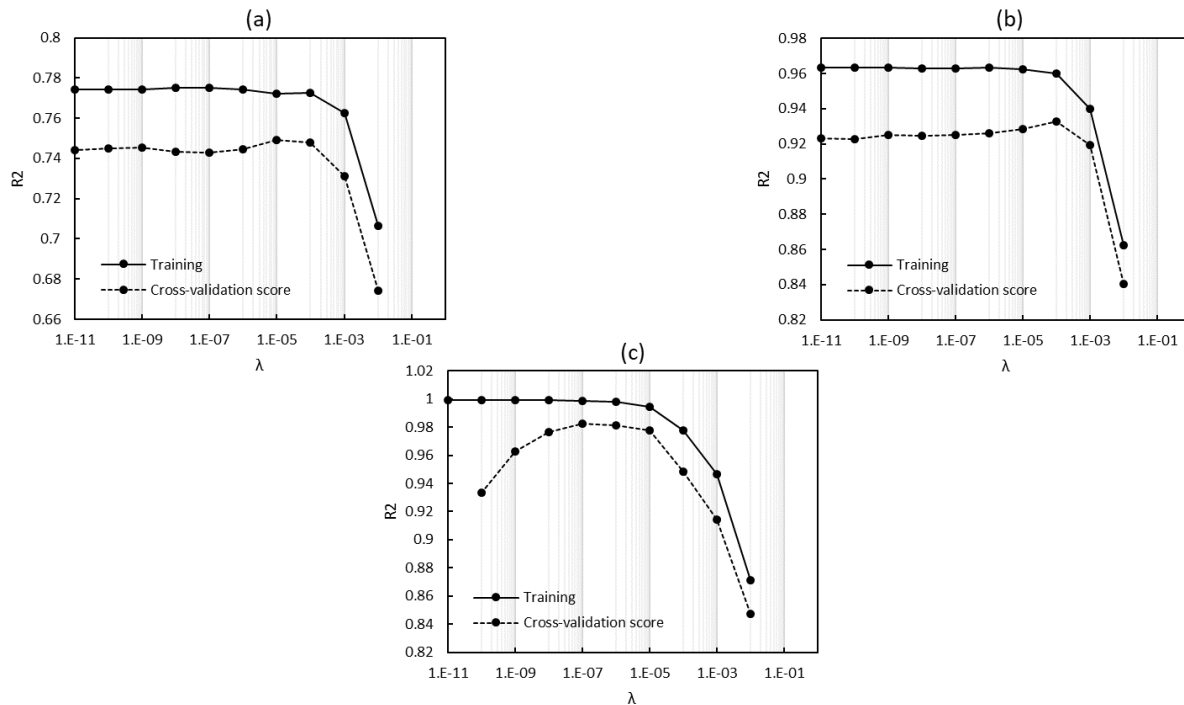 (a)
0.8
0.78
0.76
0.74
0.72
0.7
0.68
0.66
R2
Training
Cross-validation score
1.E-11 1.E-09 1.E-07 1.E-05 1.E-03 1.E-01
λ
(b)
0.98
0.96
0.94
0.92
0.9
0.88
0.86
0.84
0.82
R2
Training
Cross-validation score
1.E-11 1.E-09 1.E-07 1.E-05 1.E-03 1.E-01
λ
(c)
1.02
1
0.98
0.96
0.94
0.92
0.9
0.88
0.86
0.84
0.82
R2
Training
Cross-validation score
1.E-11 1.E-09 1.E-07 1.E-05 1.E-03 1.E-01
λ